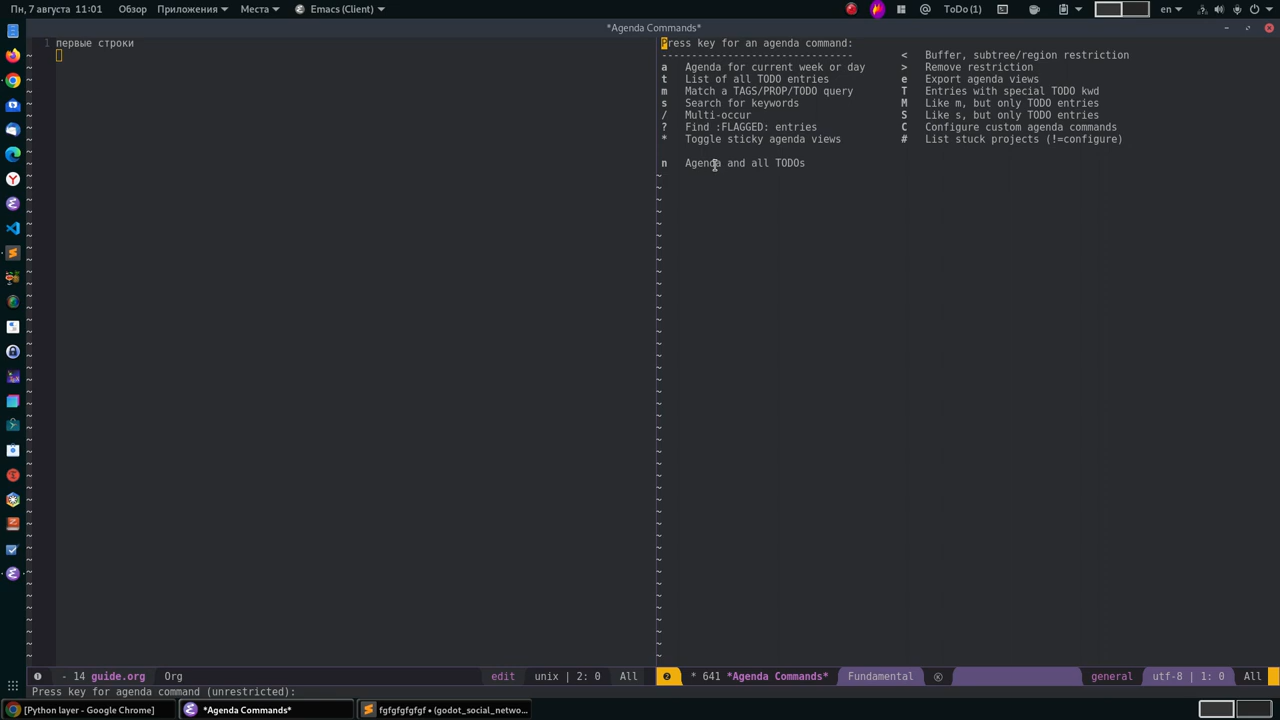 Пн, 7 августа 11:01 Обзор Приложения Места Emacs (Client) ToDo (1) en
*Agenda Commands*
1 первые строки
Press key for an agenda command:
-------------------------------- < Buffer, subtree/region restriction
a Agenda for current week or day > Remove restriction
t List of all TODO entries e Export agenda views
m Match a TAGS/PROP/TODO query T Entries with special TODO kwd
s Search for keywords M Like m, but only TODO entries
/ Multi-occur S Like s, but only TODO entries
? Find :FLAGGED: entries C Configure custom agenda commands
* Toggle sticky agenda views # List stuck projects (!=configure)
n Agenda and all TODOs
- 14 guide.org Org edit unix | 2: 0 All
2 * 641 *Agenda Commands* Fundamental general utf-8 | 1: 0 All
Press key for agenda command (unrestricted):
[Python layer - Google Chrome] *Agenda Commands* fgfgfgfgfgf • (godot_social_netwo...